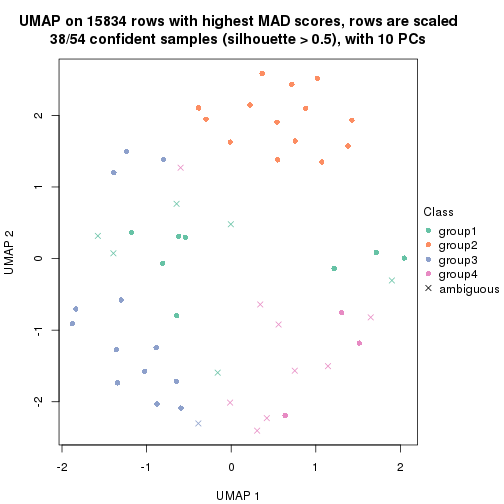 UMAP on 15834 rows with highest MAD scores, rows are scaled
38/54 confident samples (silhouette > 0.5), with 10 PCs
UMAP 2
2
1
0
-1
-2
-2
-1
0
1
2
UMAP 1
Class
group1
group2
group3
group4
ambiguous